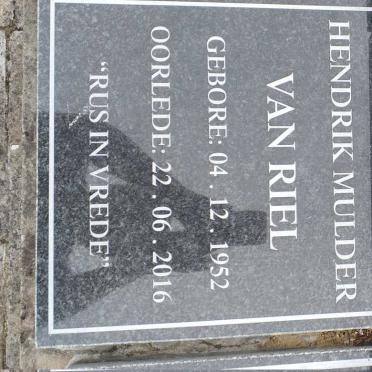 HENDRIK MULDER
VAN RIEL
GEBORE: 04 . 12 . 1952
OORLEDE: 22 . 06 . 2016
“RUS IN VREDE”